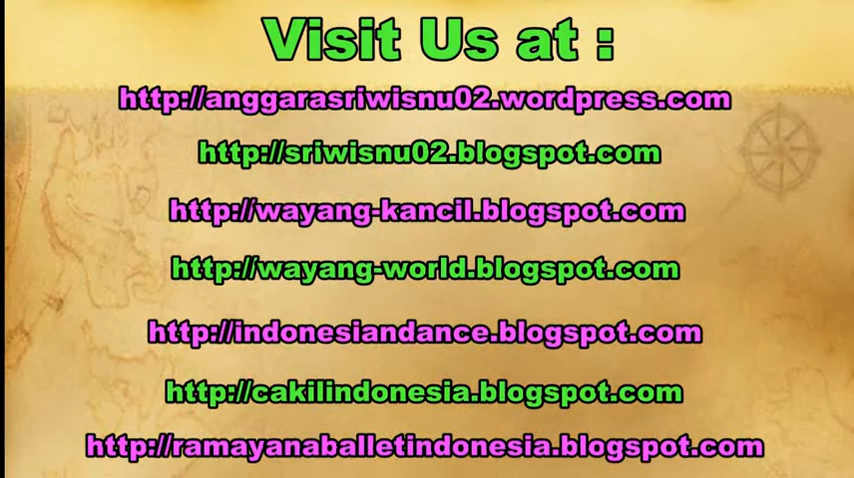 Visit Us at :
http://anggarasriwisnu02.wordpress.com
http://sriwisnu02.blogspot.com
http://wayang-kancil.blogspot.com
http://wayang-world.blogspot.com
http://indonesiandance.blogspot.com
http://cakilindonesia.blogspot.com
http://ramayanaballetindonesia.blogspot.com